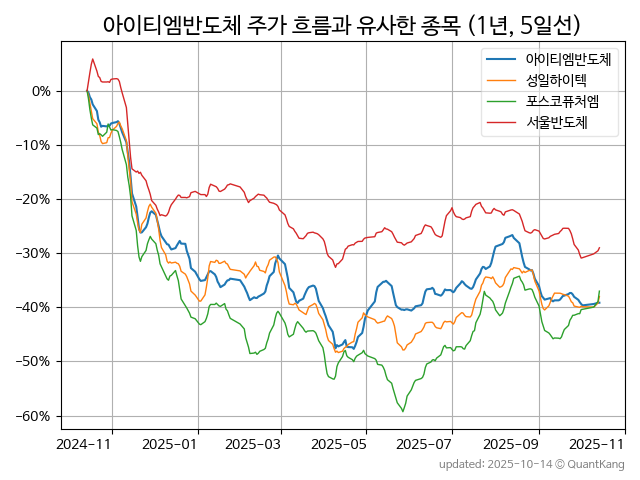 아이티엠반도체 주가 흐름과 유사한 종목 (1년, 5일선)
아이티엠반도체
성일하이텍
포스코퓨처엠
서울반도체
0%
−10%
−20%
−30%
−40%
−50%
−60%
2024-11 2025-01 2025-03 2025-05 2025-07 2025-09 2025-11
updated: 2025-10-14 © QuantKang